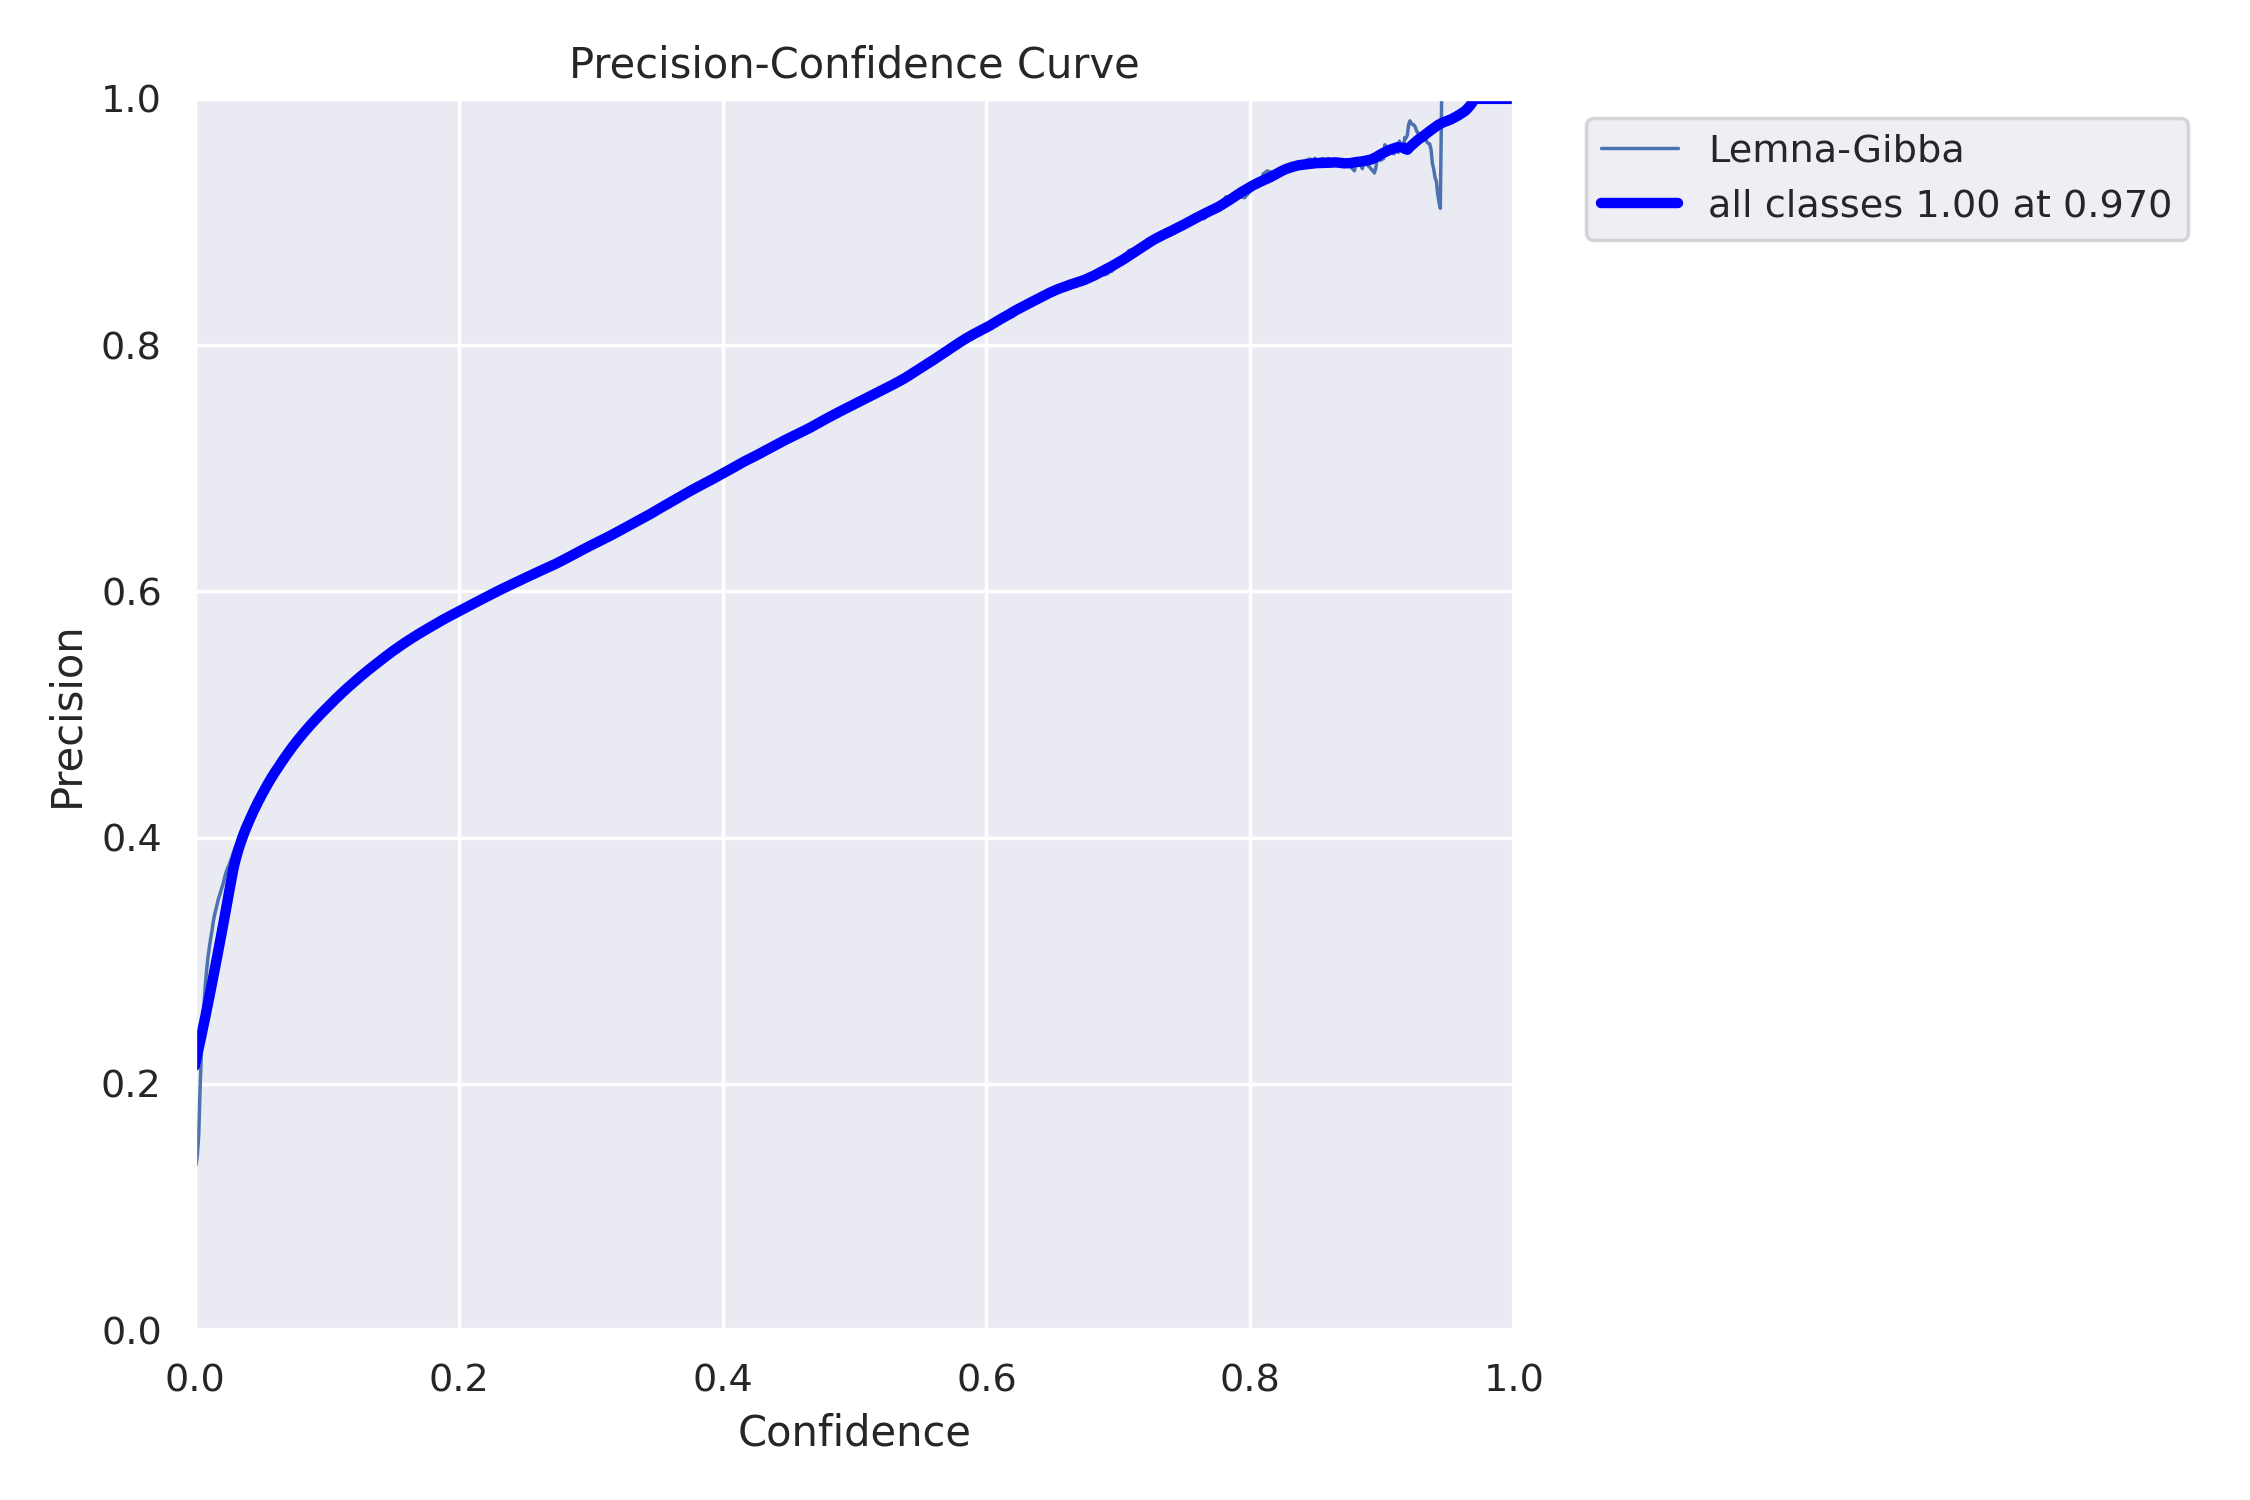 Precision-Confidence Curve
1.0
0.8
0.6
0.4
0.2
0.0
Precision
0.0 0.2 0.4 0.6 0.8 1.0
Confidence
Lemna-Gibba
all classes 1.00 at 0.970